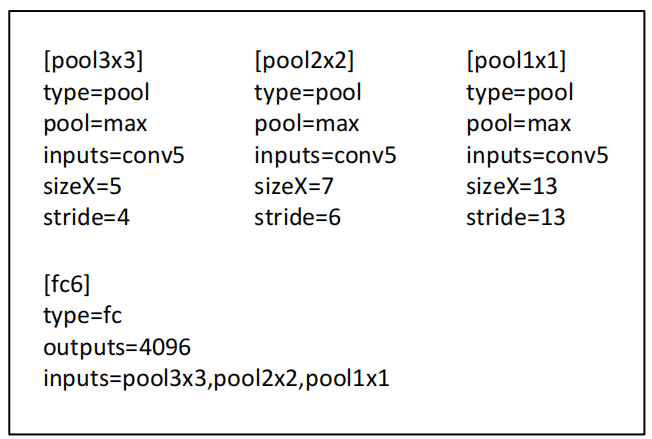 [pool3x3]
type=pool
pool=max
inputs=conv5
sizeX=5
stride=4
[pool2x2]
type=pool
pool=max
inputs=conv5
sizeX=7
stride=6
[pool1x1]
type=pool
pool=max
inputs=conv5
sizeX=13
stride=13
[fc6]
type=fc
outputs=4096
inputs=pool3x3,pool2x2,pool1x1